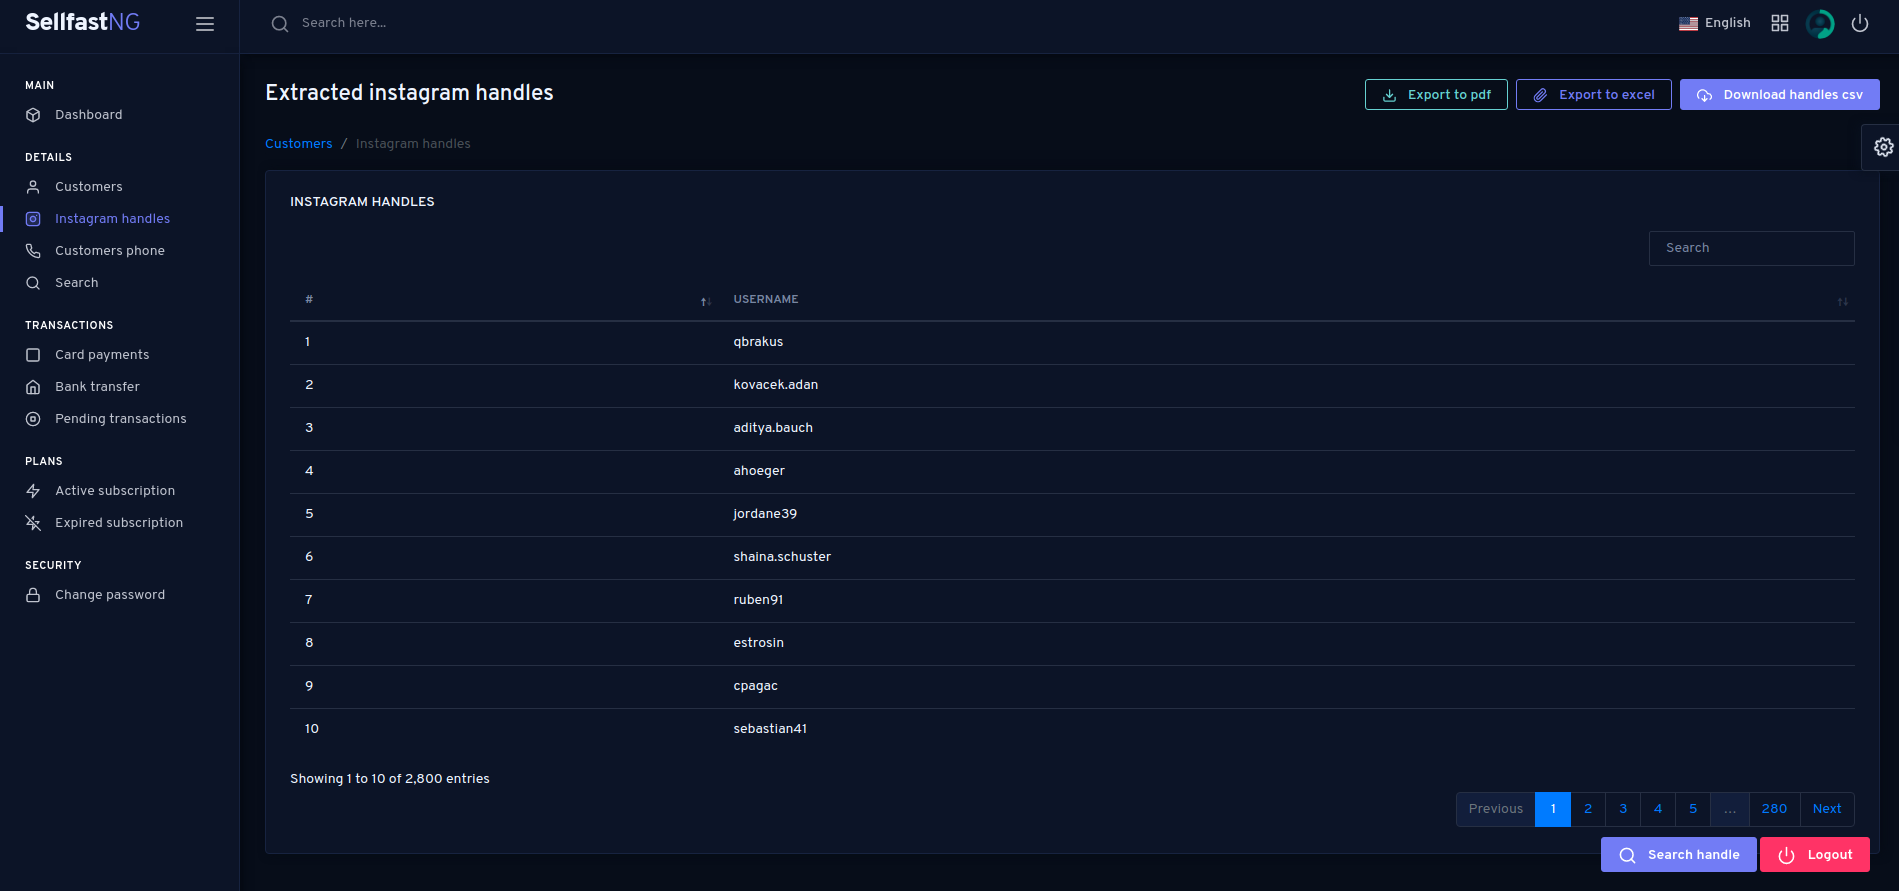 SellfastNG
Search here...
English
MAIN
Dashboard
DETAILS
Customers
Instagram handles
Customers phone
Search
TRANSACTIONS
Card payments
Bank transfer
Pending transactions
PLANS
Active subscription
Expired subscription
SECURITY
Change password
Extracted instagram handles
Export to pdf
Export to excel
Download handles csv
Customers / Instagram handles
INSTAGRAM HANDLES
Search
# USERNAME
1 qbrakus
2 kovacek.adan
3 aditya.bauch
4 ahoeger
5 jordane39
6 shaina.schuster
7 ruben91
8 estrosin
9 cpagac
10 sebastian41
Showing 1 to 10 of 2,800 entries
Previous 1 2 3 4 5 ... 280 Next
Search handle
Logout